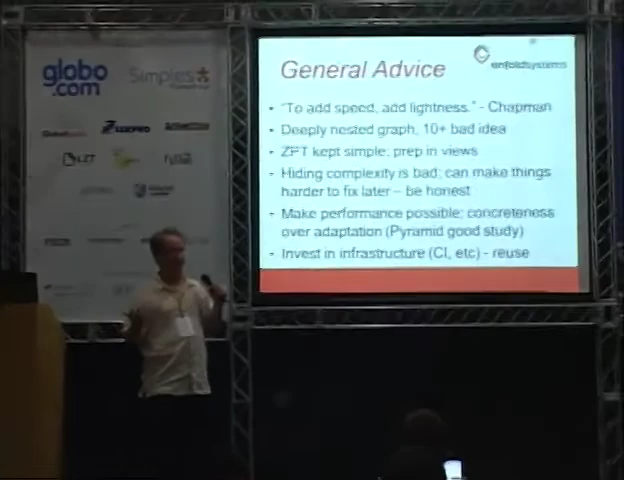 globo
.com
Simples
LZT
General Advice
enfoldsystems
"To add speed, add lightness." - Chapman
Deeply nested graph, 10+ bad idea
ZPT kept simple; prep in views
Hiding complexity is bad; can make things
harder to fix later – be honest
Make performance possible; concreteness
over adaptation (Pyramid good study)
Invest in infrastructure (CI, etc) - reuse